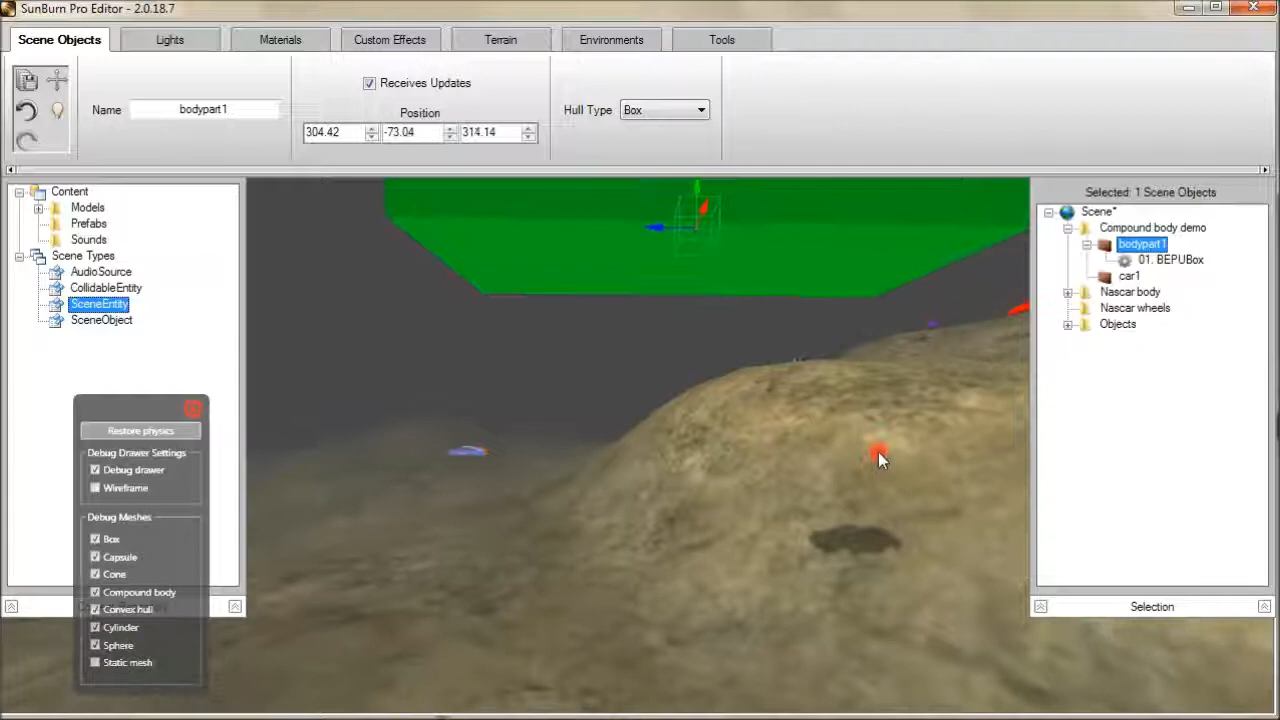 SunBurn Pro Editor - 2.0.18.7
Scene Objects
Lights
Materials
Custom Effects
Terrain
Environments
Tools
Name
bodypart1
Receives Updates
Position
304.42
-73.04
314.14
Hull Type
Box
Content
Models
Prefabs
Sounds
Scene Types
AudioSource
CollidableEntity
SceneEntity
SceneObject
Restore physics
Debug Drawer Settings
Debug drawer
Wireframe
Debug Meshes
Box
Capsule
Cone
Compound body
Convex hull
Cylinder
Sphere
Static mesh
Selected: 1 Scene Objects
Scene*
Compound body demo
bodypart1
01. BEPUBox
car1
Nascar body
Nascar wheels
Objects
Selection